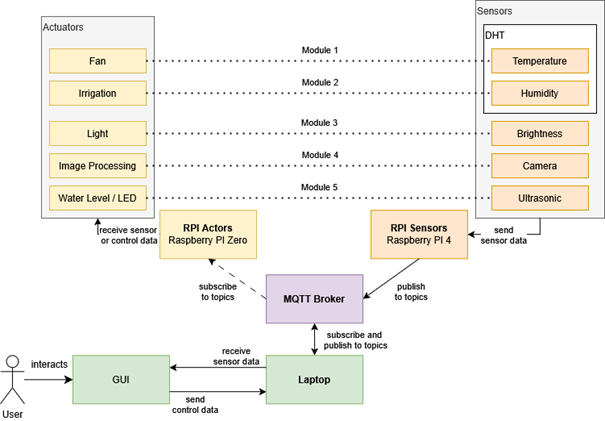 Sensors
Actuators
DHT
Module 1
Fan
Temperature
Module 2
Irrigation
Humidity
Module 3
Light
Brightness
Module 4
Image Processing
Camera
Module 5
Water Level / LED
Ultrasonic
receive sensor
or control data
RPI Actors
Raspberry PI Zero
RPI Sensors
Raspberry PI 4
send
sensor data
subscribe
to topics
MQTT Broker
publish
to topics
subscribe and
publish to topics
interacts
receive
sensor data
GUI
Laptop
send
control data
User